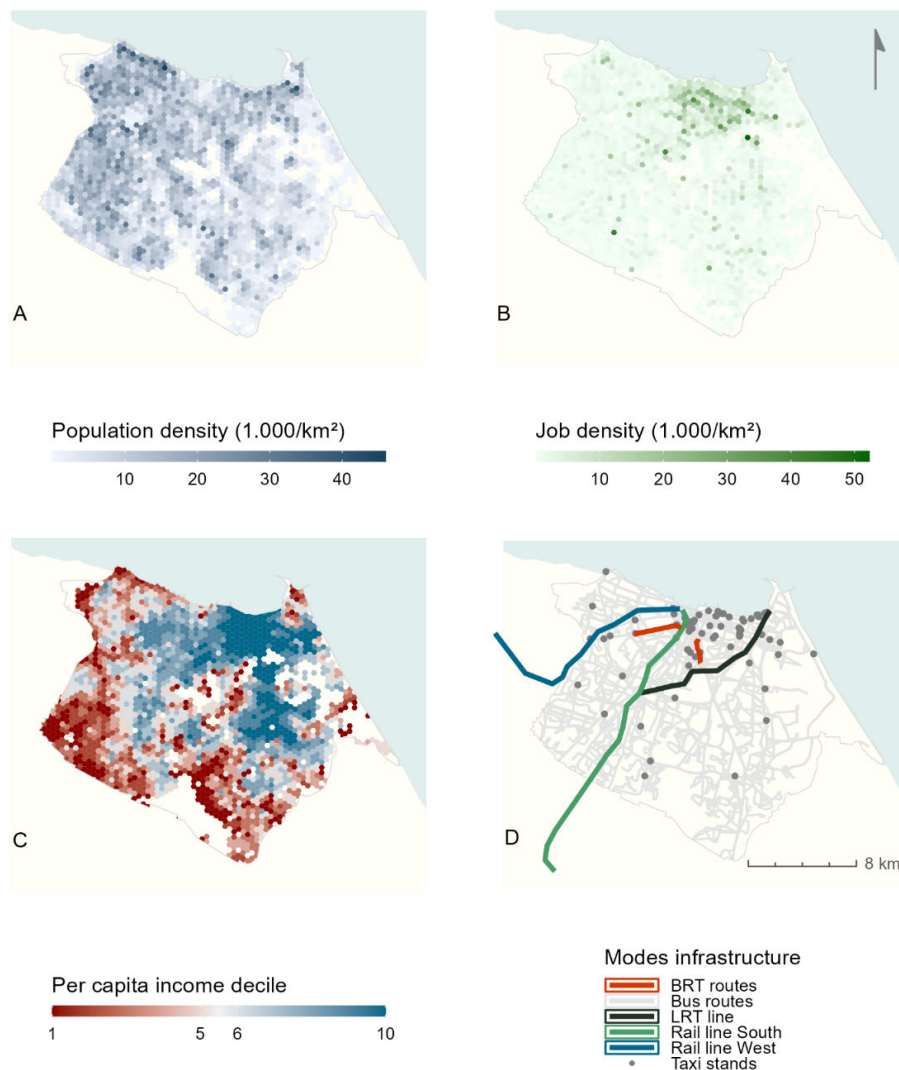 A
B
Population density (1.000/km²)
10 20 30 40
Job density (1.000/km²)
10 20 30 40 50
C
D
8 km
Per capita income decile
1 5 6 10
Modes infrastructure
BRT routes
Bus routes
LRT line
Rail line South
Rail line West
Taxi stands